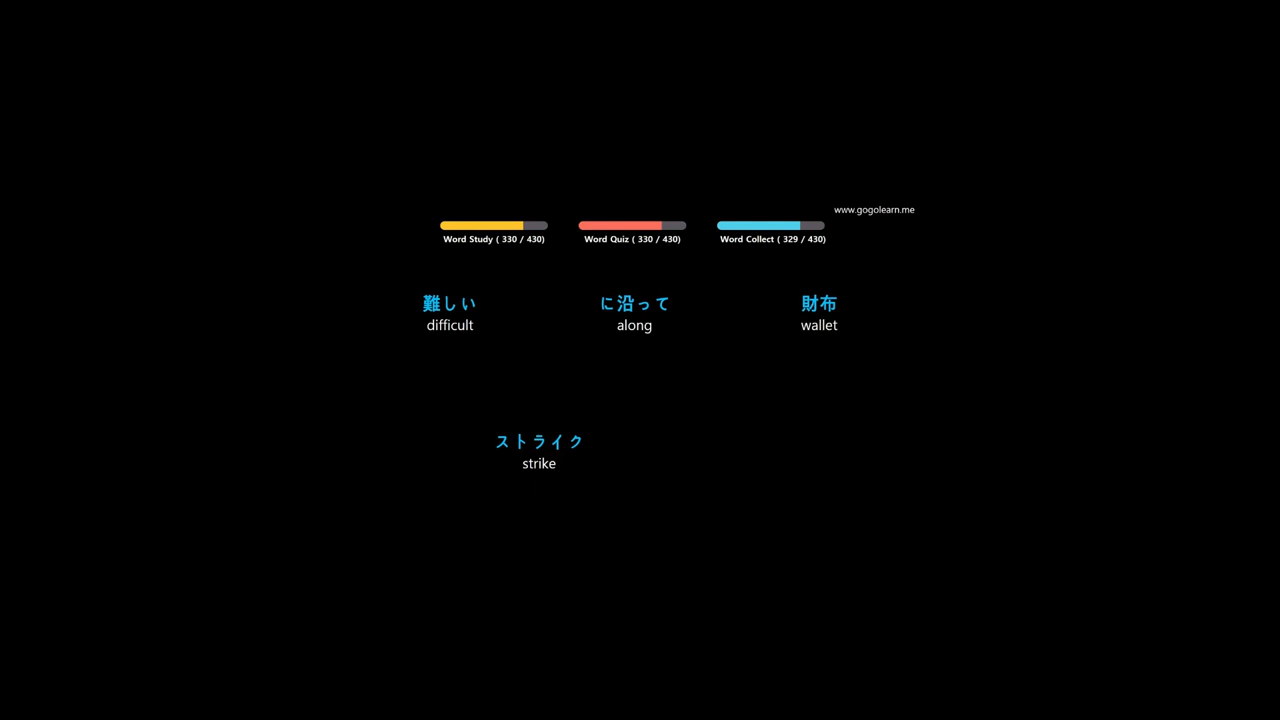 www.gogolearn.me
Word Study ( 330 / 430) Word Quiz ( 330 / 430) Word Collect ( 329 / 430)
難しい に沿って 財布
difficult along wallet
ストライク
strike